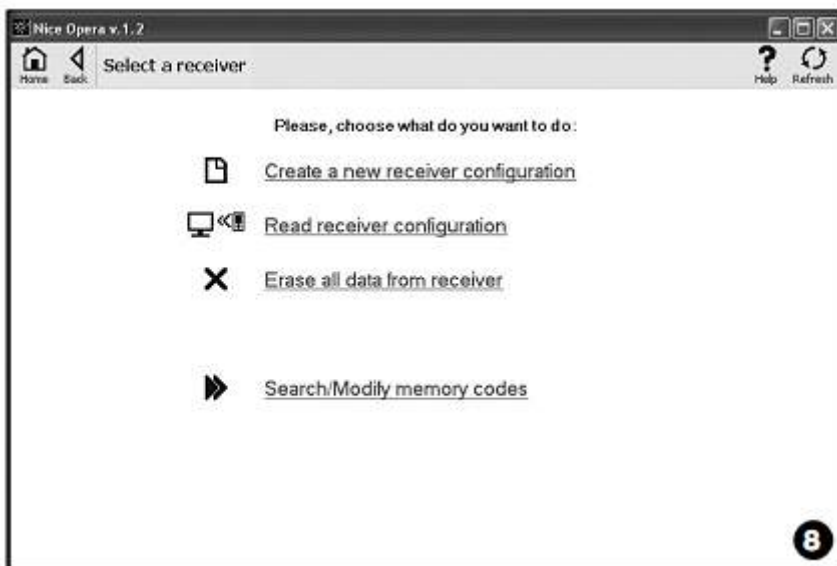 Nice Opera v.1.2
Home Back Select a receiver Help Refresh
Please, choose what do you want to do:
Create a new receiver configuration
Read receiver configuration
Erase all data from receiver
Search/Modify memory codes
8